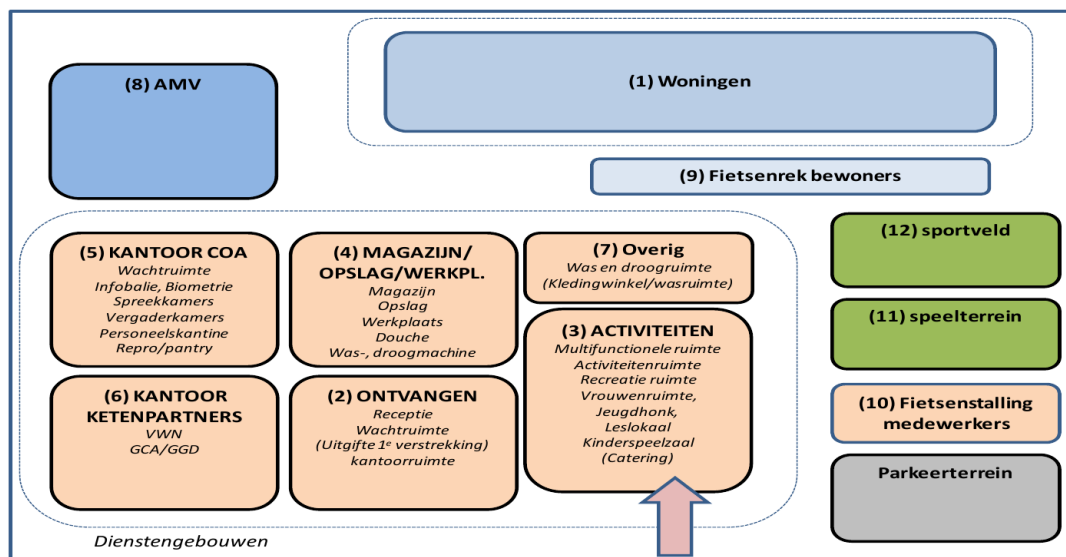 (8) AMV
(1) Woningen
(9) Fietsenrek bewoners
(5) KANTOOR COA
Wachtruimte
Infobalie, Biometrie
Spreekkamers
Vergaderkamers
Personeelskantine
Repro/pantry
(4) MAGAZIJN/
OPSLAG/WERKPL.
Magazijn
Opslag
Werkplaats
Douche
Was-, droogmachine
(7) Overig
Was en droogruimte
(Kledingwinkel/wasruimte)
(12) sportveld
(11) speelterrein
(3) ACTIVITEITEN
Multifunctionele ruimte
Activiteitenruimte
Recreatie ruimte
Vrouwenruimte,
Jeugdhonk,
Leslokaal
Kinderspeelzaal
(Catering)
(6) KANTOOR
KETENPARTNERS
VWN
GCA/GGD
(2) ONTVANGEN
Receptie
Wachtruimte
(Uitgifte 1e verstrekking)
kantoorruimte
(10) Fietsenstalling
medewerkers
Parkeerterrein
Dienstengebouwen